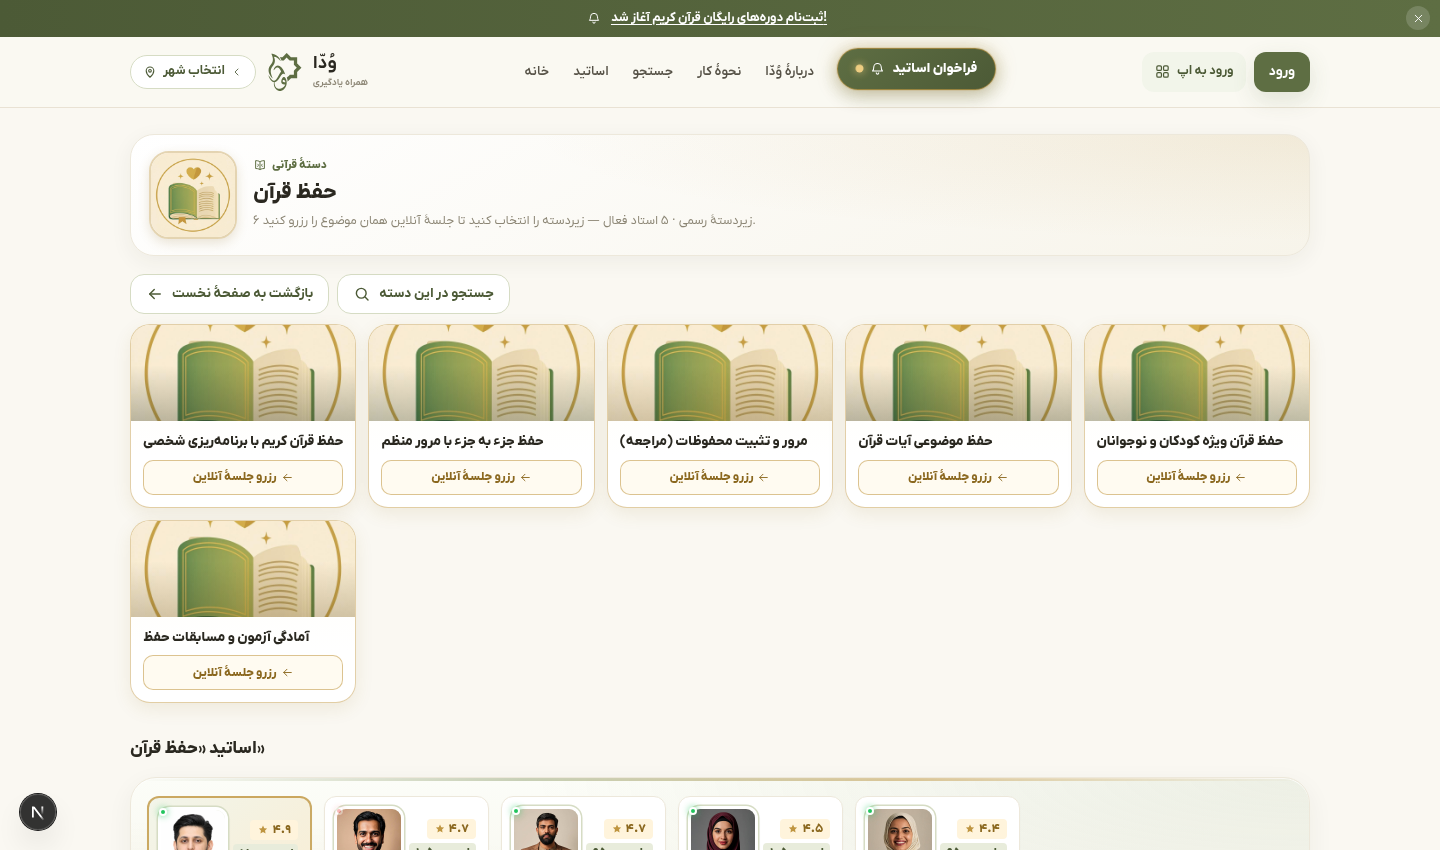 ثبت‌نام دوره‌های رایگان قرآن کریم آغاز شد!
ورود
ورود به اپ
فراخوان اساتید
دربارهٔ وُدّا
نحوهٔ کار
جستجو
اساتید
خانه
وُدّا
همراه یادگیری
انتخاب شهر
دستهٔ قرآنی
حفظ قرآن
۶ زیردستهٔ رسمی · ۵ استاد فعال — زیردسته را انتخاب کنید تا جلسهٔ آنلاین همان موضوع را رزرو کنید.
بازگشت به صفحهٔ نخست
جستجو در این دسته
حفظ قرآن کریم با برنامه‌ریزی شخصی
رزرو جلسهٔ آنلاین
حفظ جزء به جزء با مرور منظم
رزرو جلسهٔ آنلاین
مرور و تثبیت محفوظات (مراجعه)
رزرو جلسهٔ آنلاین
حفظ موضوعی آیات قرآن
رزرو جلسهٔ آنلاین
حفظ قرآن ویژه کودکان و نوجوانان
رزرو جلسهٔ آنلاین
آمادگی آزمون و مسابقات حفظ
رزرو جلسهٔ آنلاین
اساتید «حفظ قرآن»
۴.۹
۴.۷
۴.۷
۴.۵
۴.۴
N